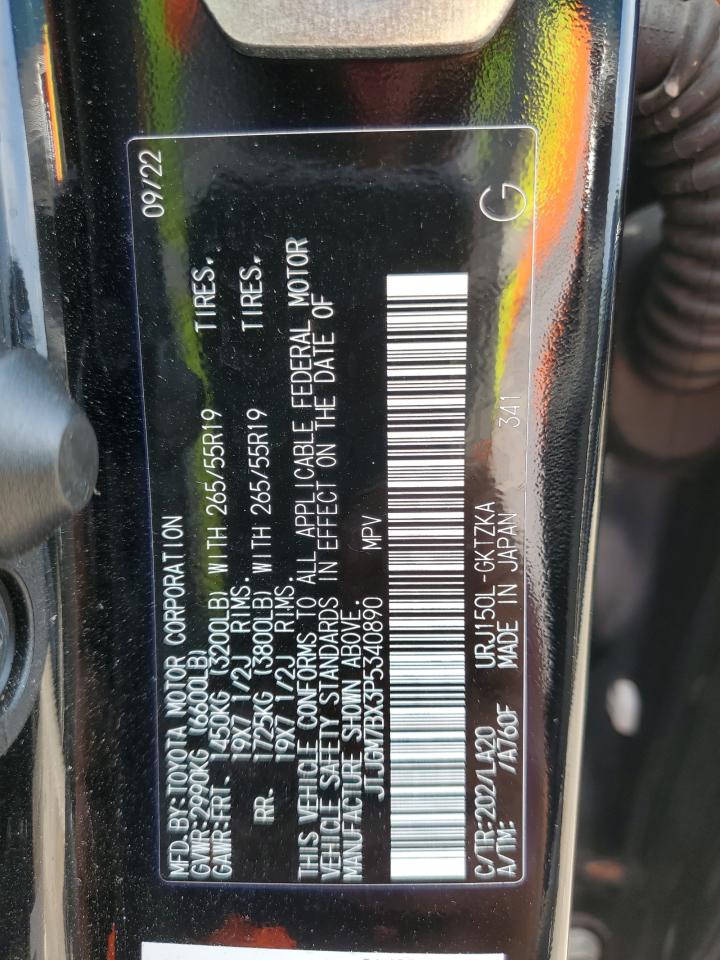 MFD. BY: TOYOTA MOTOR CORPORATION 09/22
GVWR: 2990KG (6600LB)
GAWR: FRT. 1450KG (3200LB) WITH 265/55R19 TIRES.
19X7 1/2J RIMS.
RR. 1725KG (3800LB) WITH 265/55R19 TIRES.
19X7 1/2J RIMS.
THIS VEHICLE CONFORMS TO ALL APPLICABLE FEDERAL MOTOR
VEHICLE SAFETY STANDARDS IN EFFECT ON THE DATE OF
MANUFACTURE SHOWN ABOVE.
JTJGM7BK3P5340890 MPV
C/TR: 202/LA20 URJ150L-GKTZKA
A/TM: /A760F MADE IN JAPAN 341 G